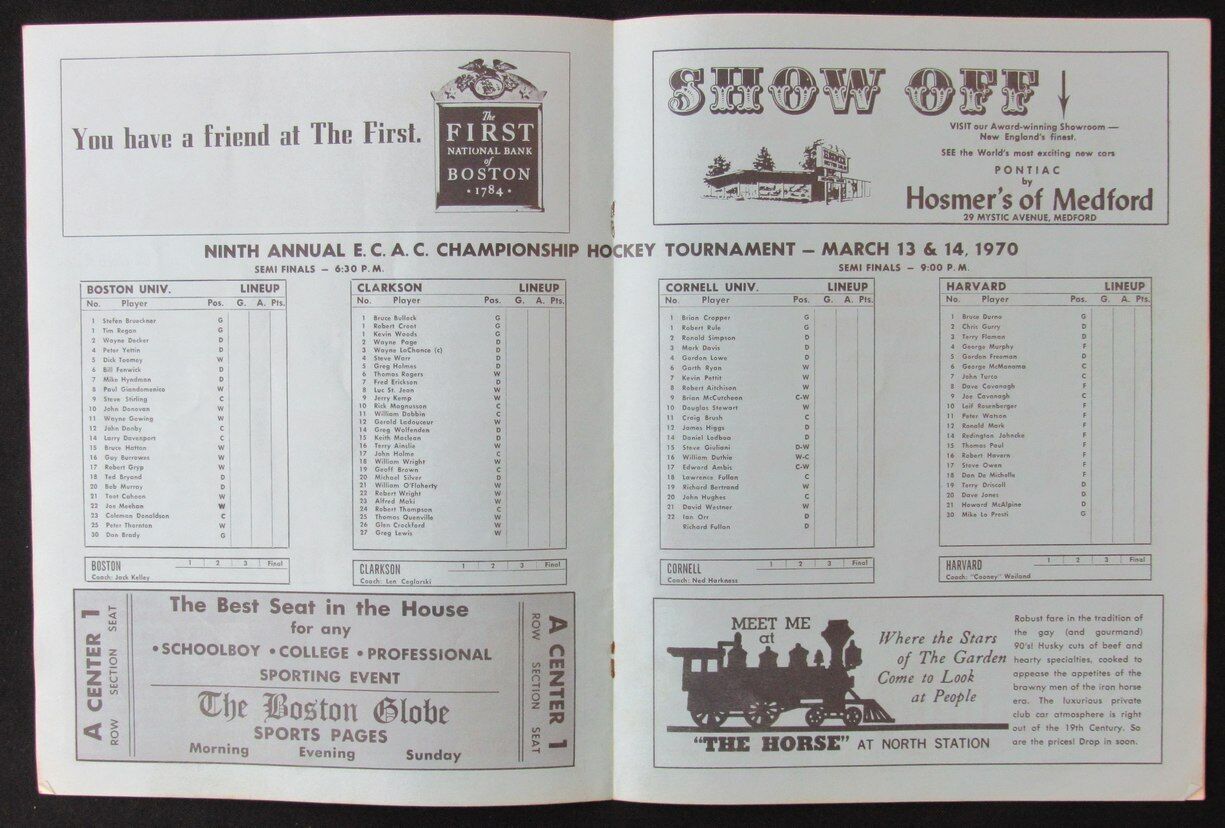 You have a friend at The First.
The
FIRST
NATIONAL BANK
of
BOSTON
• 1784 •
SHOW OFF
VISIT our Award-winning Showroom —
New England's finest.
SEE the World's most exciting new cars
PONTIAC
by
Hosmer's of Medford
29 MYSTIC AVENUE, MEDFORD
NINTH ANNUAL E. C. A. C. CHAMPIONSHIP HOCKEY TOURNAMENT — MARCH 13 & 14, 1970
SEMI FINALS — 6:30 P. M.
SEMI FINALS — 9:00 P. M.
BOSTON UNIV. LINEUP
No. Player Pos. G. A. Pts.
1 Stefen Brueckner G
1 Tim Regan G
2 Wayne Decker D
4 Peter Yetten D
5 Dick Toomey W
6 Bill Fenwick D
7 Mike Hyndman D
8 Paul Giandomenico W
9 Steve Stirling C
10 John Donovan W
11 Wayne Gowing W
12 John Danby C
14 Larry Davenport C
15 Bruce Hatton W
16 Guy Burrowes W
17 Robert Gryp W
18 Ted Bryand D
20 Bob Murray D
21 Toot Cahoon W
22 Joe Meehan W
23 Coleman Donaldson C
25 Peter Thornton W
30 Dan Brady G
BOSTON 1 2 3 Final
Coach: Jack Kelley
CLARKSON LINEUP
No. Player Pos. G. A. Pts.
1 Bruce Bullock G
1 Robert Croot G
1 Kevin Woods G
2 Wayne Page D
3 Wayne LaChance (c) D
4 Steve Warr D
5 Greg Holmes D
6 Thomas Rogers W
7 Fred Erickson D
8 Luc St. Jean W
9 Jerry Kemp W
10 Rick Magnusson C
11 William Dobbin C
12 Gerald Ladouceur W
14 Greg Wolfenden D
15 Keith Maclean D
16 Terry Ainslie W
17 John Holme C
18 William Wright W
19 Geoff Brown C
20 Michael Silver D
21 William O'Flaherty W
22 Robert Wright W
23 Alfred Maki W
24 Robert Thompson C
25 Thomas Quenville W
26 Glen Crockford W
27 Greg Lewis W
CLARKSON 1 2 3 Final
Coach: Len Ceglarski
CORNELL UNIV. LINEUP
No. Player Pos. G. A. Pts.
1 Brian Cropper G
1 Robert Rule G
2 Ronald Simpson D
3 Mark Davis D
4 Gordon Lowe D
6 Garth Ryan W
7 Kevin Pettit W
8 Robert Aitchison W
9 Brian McCutcheon C-W
10 Douglas Stewart W
11 Craig Brush C
12 James Higgs D
14 Daniel Lodboa D
15 Steve Giuliani D-W
16 William Duthie W-C
17 Edward Ambis C-W
18 Lawrence Fullan C
19 Richard Bertrand W
20 John Hughes C
21 David Westner W
22 Ian Orr D
Richard Fullan D
CORNELL 1 2 3 Final
Coach: Ned Harkness
HARVARD LINEUP
No. Player Pos. G. A. Pts.
1 Bruce Durno G
2 Chris Gurry D
3 Terry Flaman D
4 George Murphy F
5 Gordon Freeman D
6 George McManama C
7 John Turco C
8 Dave Cavanagh F
9 Joe Cavanagh C
10 Leif Rosenberger F
11 Peter Watson F
12 Ronald Mark F
14 Redington Johncke F
15 Thomas Paul F
16 Robert Havern F
17 Steve Owen F
18 Dan De Michelle F
19 Terry Driscoll D
20 Dave Jones D
21 Howard McAlpine D
30 Mike Lo Presti G
HARVARD 1 2 3 Final
Coach: "Cooney" Weiland
A CENTER 1
ROW SECTION SEAT
The Best Seat in the House
for any
• SCHOOLBOY • COLLEGE • PROFESSIONAL
SPORTING EVENT
The Boston Globe
SPORTS PAGES
Morning Evening Sunday
A CENTER 1
ROW SECTION SEAT
MEET ME
at
"THE HORSE" AT NORTH STATION
Where the Stars
of The Garden
Come to Look
at People
Robust fare in the tradition of
the gay (and gourmand)
90's! Husky cuts of beef and
hearty specialties, cooked to
appease the appetites of the
browny men of the iron horse
era. The luxurious private
club car atmosphere is right
out of the 19th Century. So
are the prices! Drop in soon.